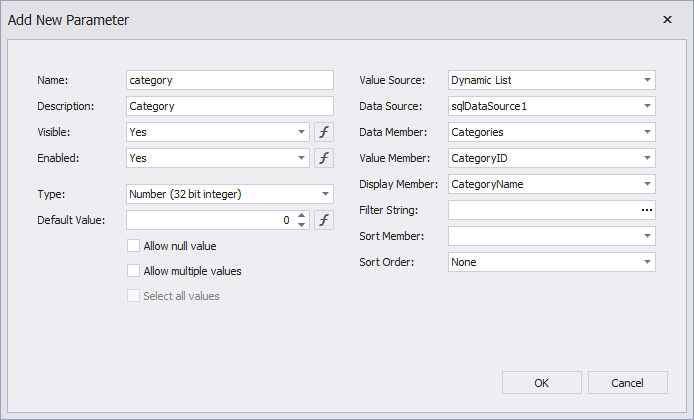 Add New Parameter
Name: category
Description: Category
Visible: Yes
Enabled: Yes
Type: Number (32 bit integer)
Default Value: 0
Allow null value
Allow multiple values
Select all values
Value Source: Dynamic List
Data Source: sqlDataSource1
Data Member: Categories
Value Member: CategoryID
Display Member: CategoryName
Filter String:
Sort Member:
Sort Order: None
OK Cancel